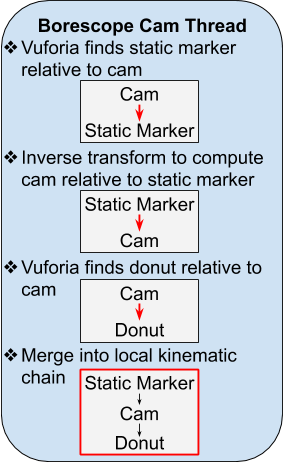 Borescope Cam Thread
❖ Vuforia finds static marker
relative to cam
Cam
Static Marker
❖ Inverse transform to compute
cam relative to static marker
Static Marker
Cam
❖ Vuforia finds donut relative to
cam
Cam
Donut
❖ Merge into local kinematic
chain
Static Marker
Cam
Donut